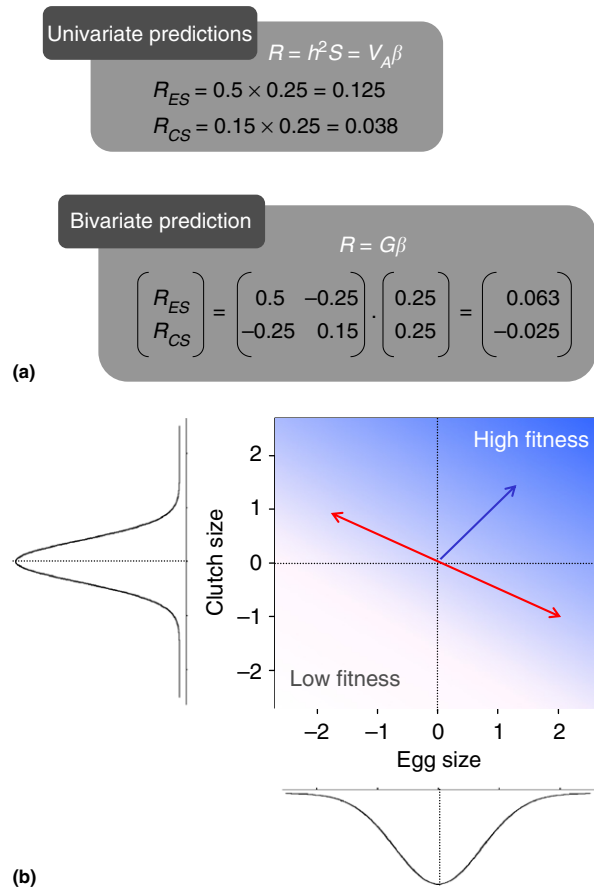 Univariate predictions
R = h²S = V_Aβ
R_ES = 0.5 × 0.25 = 0.125
R_CS = 0.15 × 0.25 = 0.038
Bivariate prediction
R = Gβ
(R_ES) = (0.5 −0.25) . (0.25) = (0.063)
(R_CS) = (−0.25 0.15) . (0.25) = (−0.025)
(a)
High fitness
2
1
0
−1
−2
Clutch size
Low fitness
−2 −1 0 1 2
Egg size
(b)